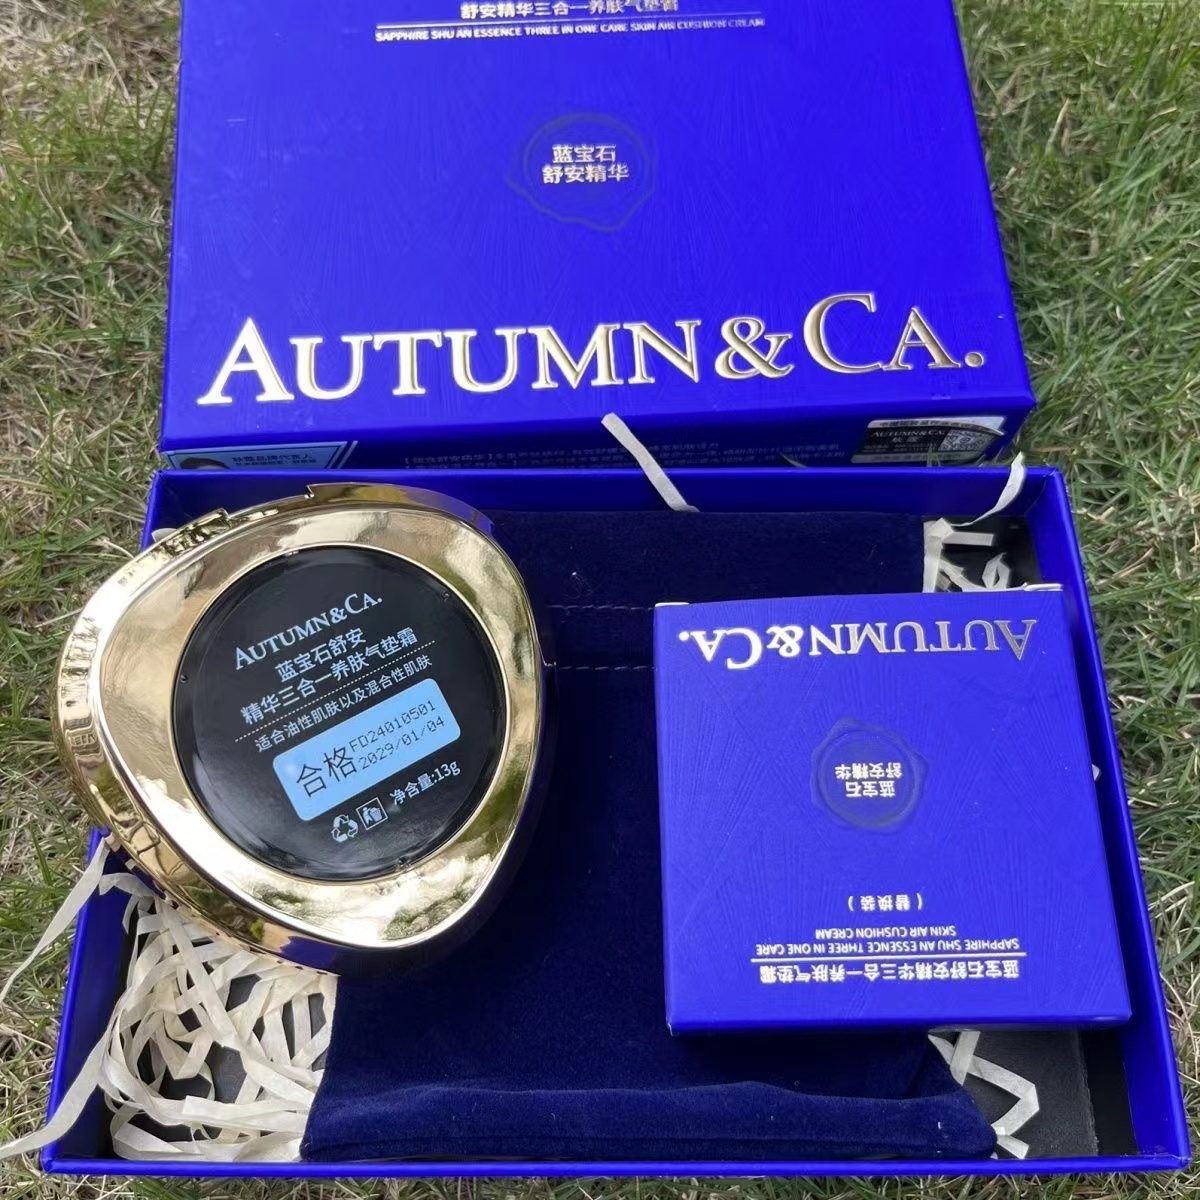 舒安精华三合一养肤气垫霜
SAPPHIRE SHU AN ESSENCE THREE IN ONE CARE SKIN AIR CUSHION CREAM
蓝宝石
舒安精华
AUTUMN&CA.
AUTUMN&CA.
AUTUMN&CA.
蓝宝石舒安
精华三合一养肤气垫霜
适合油性肌肤以及混合性肌肤
合格
FD24010501
2029/01/04
净含量:13g
蓝宝石舒安精华三合一养肤气垫霜
SAPPHIRE SHU AN ESSENCE THREE IN ONE CARE
SKIN AIR CUSHION CREAM
(替换装)
蓝宝石
舒安精华
AUTUMN&CA.